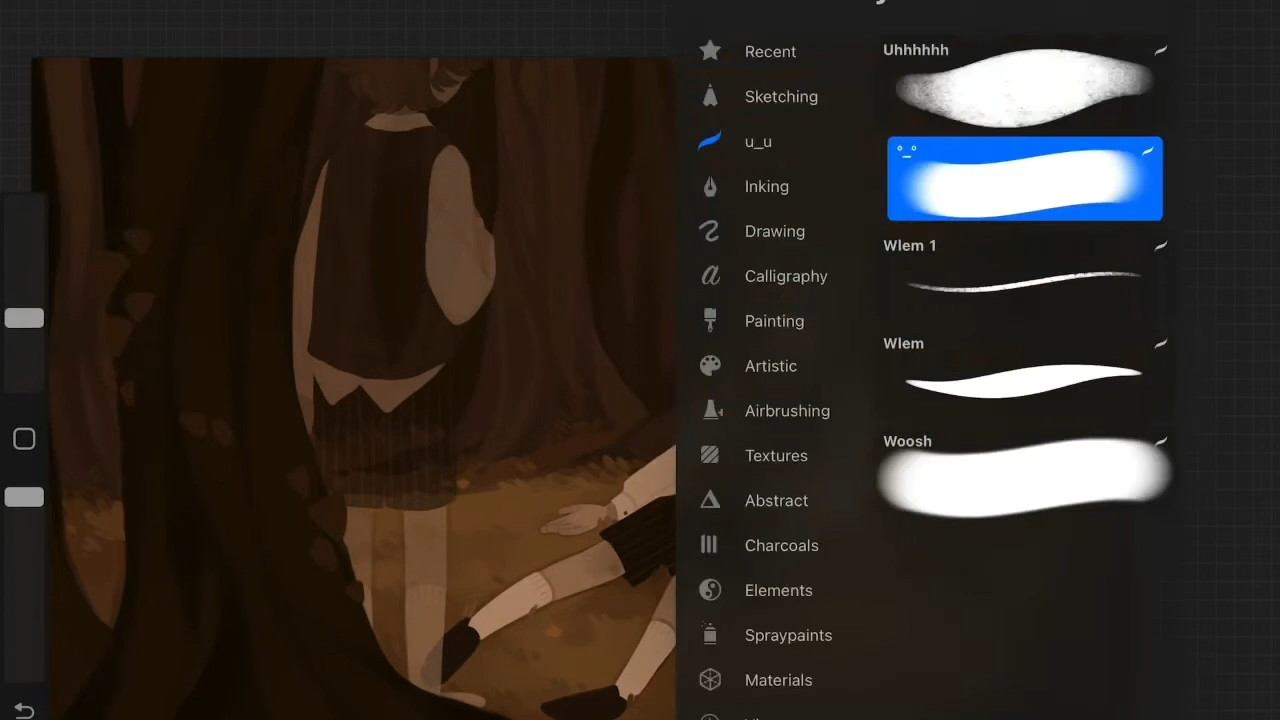 Recent
Sketching
u_u
Inking
Drawing
Calligraphy
Painting
Artistic
Airbrushing
Textures
Abstract
Charcoals
Elements
Spraypaints
Materials
Uhhhhhh
°_°
Wlem 1
Wlem
Woosh